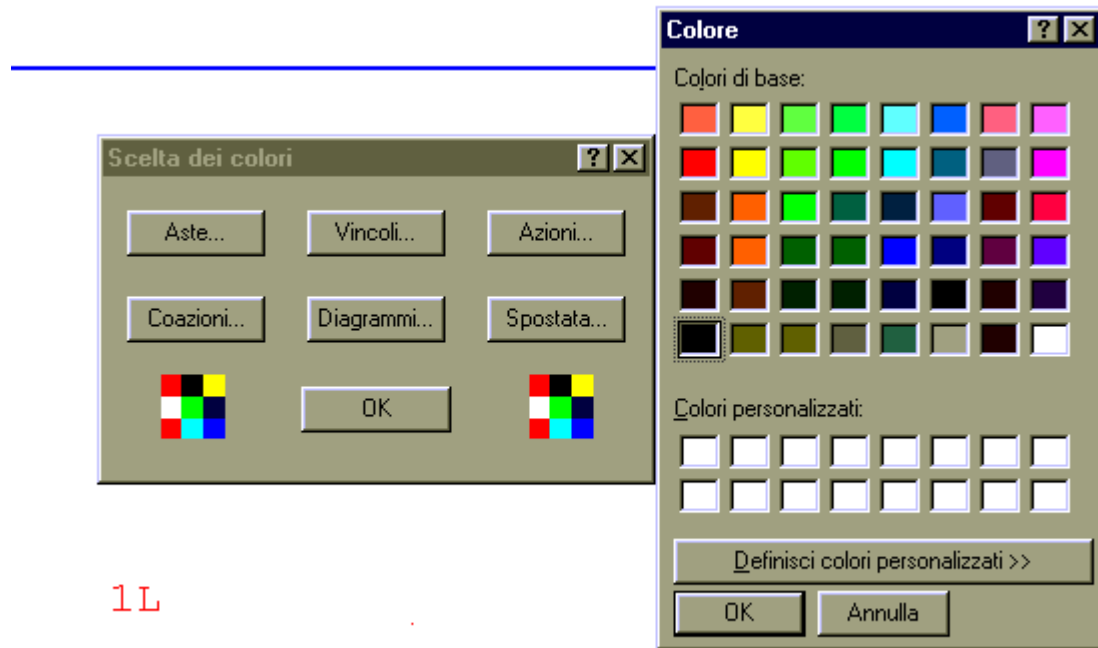 Colore
Colori di base:
Scelta dei colori
Aste... Vincoli... Azioni...
Coazioni... Diagrammi... Spostata...
OK
Colori personalizzati:
Definisci colori personalizzati >>
OK Annulla
1L